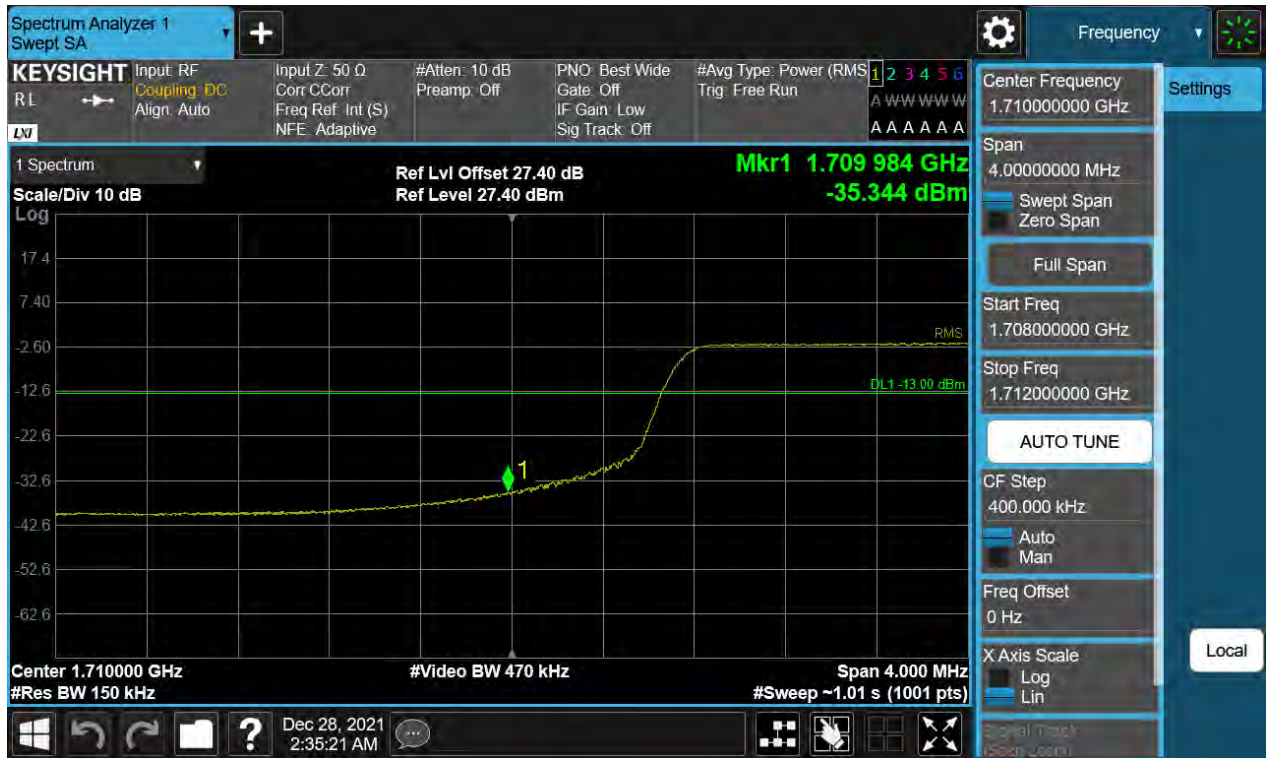 Spectrum Analyzer 1
Swept SA
+
Frequency
KEYSIGHT
RL
LXI
Input: RF
Coupling: DC
Align: Auto
Input Z: 50 Ω
Corr CCorr
Freq Ref: Int (S)
NFE: Adaptive
#Atten: 10 dB
Preamp: Off
PNO: Best Wide
Gate: Off
IF Gain: Low
Sig Track: Off
#Avg Type: Power (RMS
Trig: Free Run
1 2 3 4 5 6
A W W W W W
A A A A A A
1 Spectrum
Scale/Div 10 dB
Log
Ref Lvl Offset 27.40 dB
Ref Level 27.40 dBm
Mkr1 1.709 984 GHz
-35.344 dBm
17.4
7.40
-2.60
-12.6
-22.6
-32.6
-42.6
-52.6
-62.6
RMS
DL1 -13.00 dBm
1
Center 1.710000 GHz
#Res BW 150 kHz
#Video BW 470 kHz
Span 4.000 MHz
#Sweep ~1.01 s (1001 pts)
Center Frequency
1.710000000 GHz
Span
4.00000000 MHz
Swept Span
Zero Span
Full Span
Start Freq
1.708000000 GHz
Stop Freq
1.712000000 GHz
AUTO TUNE
CF Step
400.000 kHz
Auto
Man
Freq Offset
0 Hz
X Axis Scale
Log
Lin
Signal Track
(Span Zoom)
Settings
Local
?
Dec 28, 2021
2:35:21 AM